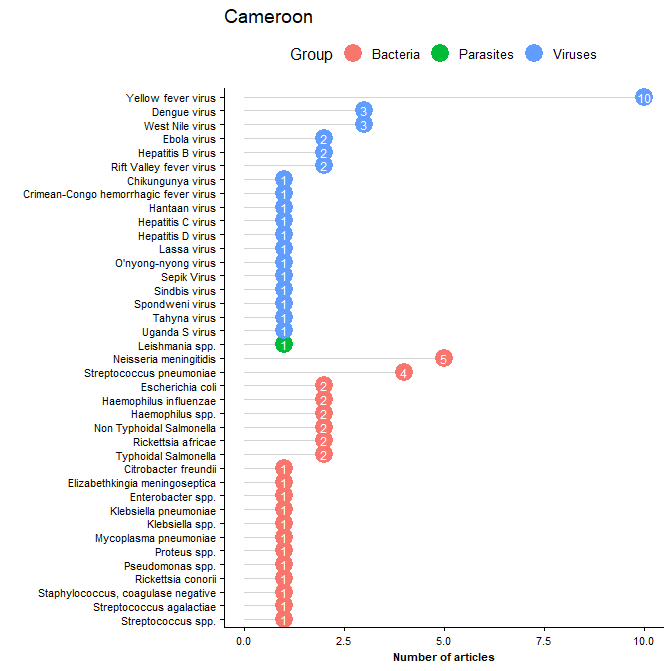 Cameroon
Group Bacteria Parasites Viruses
Yellow fever virus 10
Dengue virus 3
West Nile virus 3
Ebola virus 2
Hepatitis B virus 2
Rift Valley fever virus 2
Chikungunya virus 1
Crimean-Congo hemorrhagic fever virus 1
Hantaan virus 1
Hepatitis C virus 1
Hepatitis D virus 1
Lassa virus 1
O'nyong-nyong virus 1
Sepik Virus 1
Sindbis virus 1
Spondweni virus 1
Tahyna virus 1
Uganda S virus 1
Leishmania spp. 1
Neisseria meningitidis 5
Streptococcus pneumoniae 4
Escherichia coli 2
Haemophilus influenzae 2
Haemophilus spp. 2
Non Typhoidal Salmonella 2
Rickettsia africae 2
Typhoidal Salmonella 2
Citrobacter freundii 1
Elizabethkingia meningoseptica 1
Enterobacter spp. 1
Klebsiella pneumoniae 1
Klebsiella spp. 1
Mycoplasma pneumoniae 1
Proteus spp. 1
Pseudomonas spp. 1
Rickettsia conorii 1
Staphylococcus, coagulase negative 1
Streptococcus agalactiae 1
Streptococcus spp. 1
0.0 2.5 5.0 7.5 10.0
Number of articles